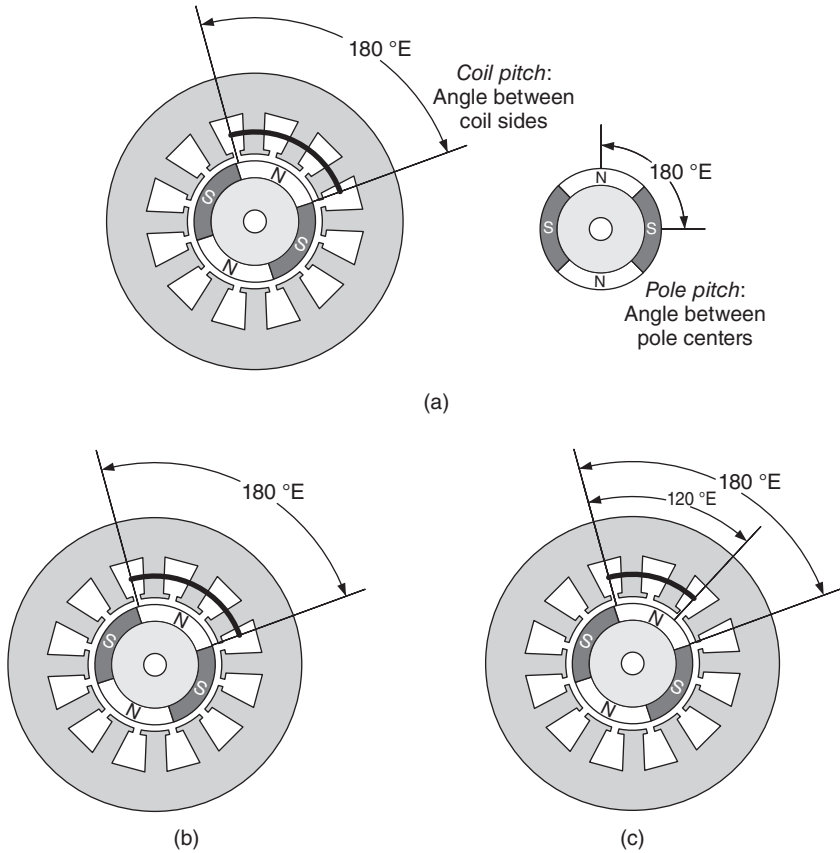 180 °E
Coil pitch:
Angle between
coil sides
N
S
S
N
180 °E
N
S
S
N
Pole pitch:
Angle between
pole centers
(a)
180 °E
N
S
S
N
(b)
180 °E
120 °E
N
S
S
N
(c)